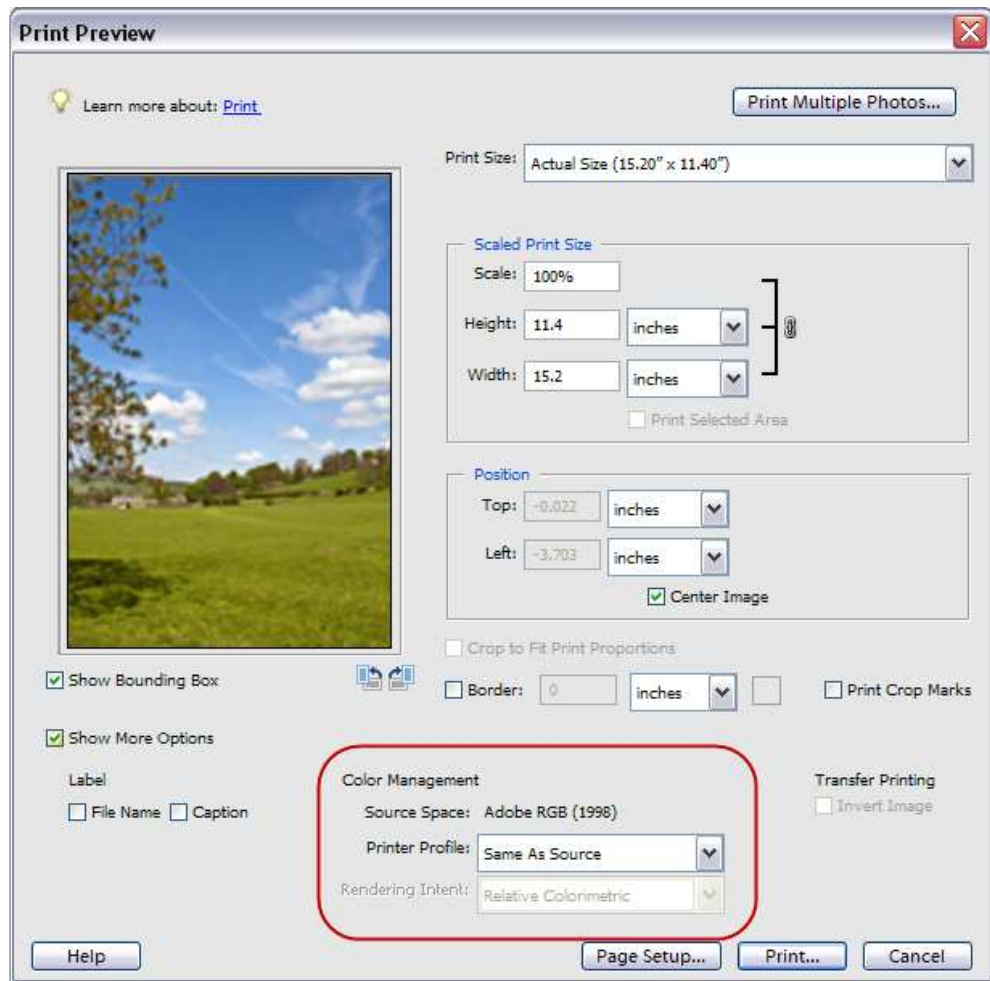 Print Preview
Learn more about: Print
Print Multiple Photos...
Print Size: Actual Size (15.20" x 11.40")
Scaled Print Size
Scale: 100%
Height: 11.4 inches
Width: 15.2 inches
Print Selected Area
Position
Top: -0.022 inches
Left: -3.703 inches
Center Image
Crop to Fit Print Proportions
Show Bounding Box
Border: 0 inches Print Crop Marks
Show More Options
Label
File Name Caption
Color Management
Source Space: Adobe RGB (1998)
Printer Profile: Same As Source
Rendering Intent: Relative Colorimetric
Transfer Printing
Invert Image
Help Page Setup... Print... Cancel